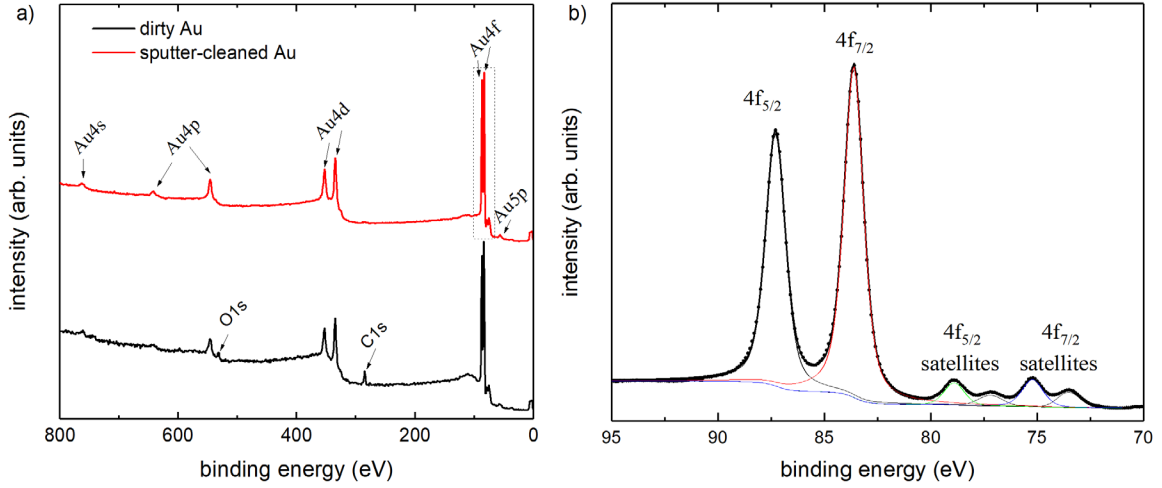 a)
dirty Au
sputter-cleaned Au
Au4s
Au4p
Au4d
Au4f
Au5p
O1s
C1s
intensity (arb. units)
800 600 400 200 0
binding energy (eV)
b)
4f5/2
4f7/2
4f5/2
satellites
4f7/2
satellites
intensity (arb. units)
95 90 85 80 75 70
binding energy (eV)